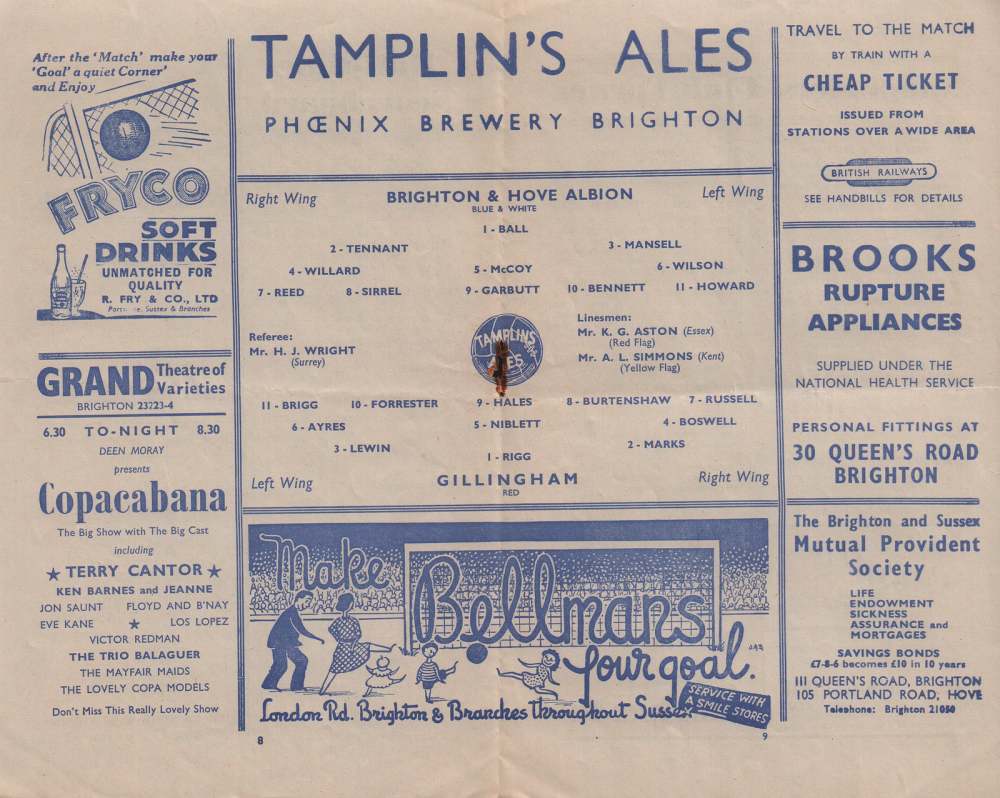 After the 'Match' make your
'Goal' a quiet Corner'
and Enjoy
FRYCO
SOFT
DRINKS
UNMATCHED FOR
QUALITY
R. FRY & CO., LTD
Sussex & Branches
GRAND Theatre of
Varieties
BRIGHTON 23223-4
6.30 TO-NIGHT 8.30
DEEN MORAY
presents
Copacabana
The Big Show with The Big Cast
including
★ TERRY CANTOR ★
KEN BARNES and JEANNE
JON SAUNT FLOYD AND B'NAY
EVE KANE ★ LOS LOPEZ
VICTOR REDMAN
THE TRIO BALAGUER
THE MAYFAIR MAIDS
THE LOVELY COPA MODELS
Don't Miss This Really Lovely Show
TAMPLIN'S ALES
PHŒNIX BREWERY BRIGHTON
Right Wing BRIGHTON & HOVE ALBION Left Wing
BLUE & WHITE
1 - BALL
2 - TENNANT 3 - MANSELL
4 - WILLARD 5 - McCOY 6 - WILSON
7 - REED 8 - SIRREL 9 - GARBUTT 10 - BENNETT 11 - HOWARD
Referee:
Mr. H. J. WRIGHT
(Surrey)
TAMPLINS
Linesmen:
Mr. K. G. ASTON (Essex)
(Red Flag)
Mr. A. L. SIMMONS (Kent)
(Yellow Flag)
11 - BRIGG 10 - FORRESTER 9 - HALES 8 - BURTENSHAW 7 - RUSSELL
6 - AYRES 5 - NIBLETT 4 - BOSWELL
3 - LEWIN 2 - MARKS
1 - RIGG
Left Wing GILLINGHAM Right Wing
RED
Make
Bellmans
your goal.
SERVICE WITH
A SMILE STORES
London Rd. Brighton & Branches throughout Sussex
8
9
TRAVEL TO THE MATCH
BY TRAIN WITH A
CHEAP TICKET
ISSUED FROM
STATIONS OVER A WIDE AREA
BRITISH RAILWAYS
SEE HANDBILLS FOR DETAILS
BROOKS
RUPTURE
APPLIANCES
SUPPLIED UNDER THE
NATIONAL HEALTH SERVICE
PERSONAL FITTINGS AT
30 QUEEN'S ROAD
BRIGHTON
The Brighton and Sussex
Mutual Provident
Society
LIFE
ENDOWMENT
SICKNESS
ASSURANCE and
MORTGAGES
SAVINGS BONDS
£7-8-6 becomes £10 in 10 years
111 QUEEN'S ROAD, BRIGHTON
105 PORTLAND ROAD, HOVE
Telephone: Brighton 21050